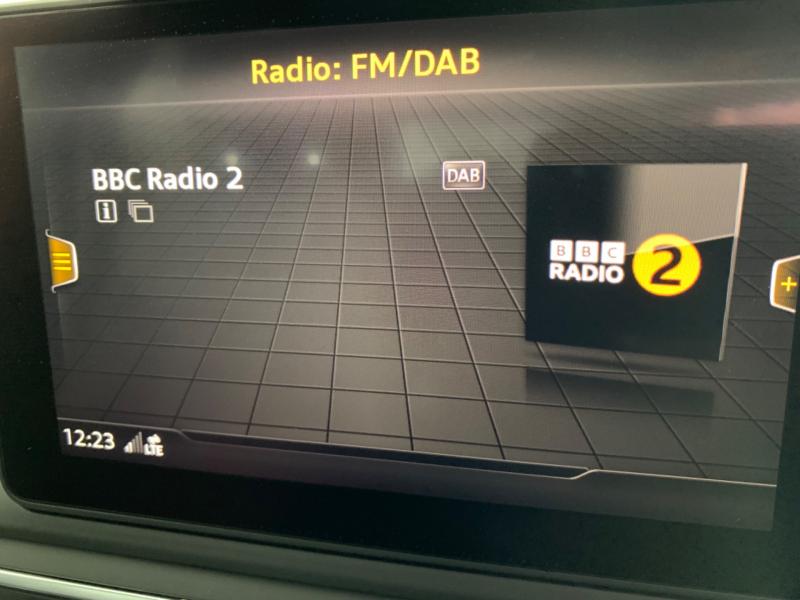 Radio: FM/DAB
BBC Radio 2
DAB
BBC
RADIO 2
12:23
LTE